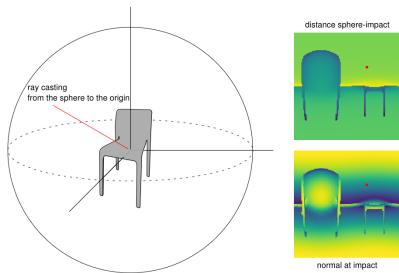 distance sphere-impact
ray casting
from the sphere to the origin
normal at impact